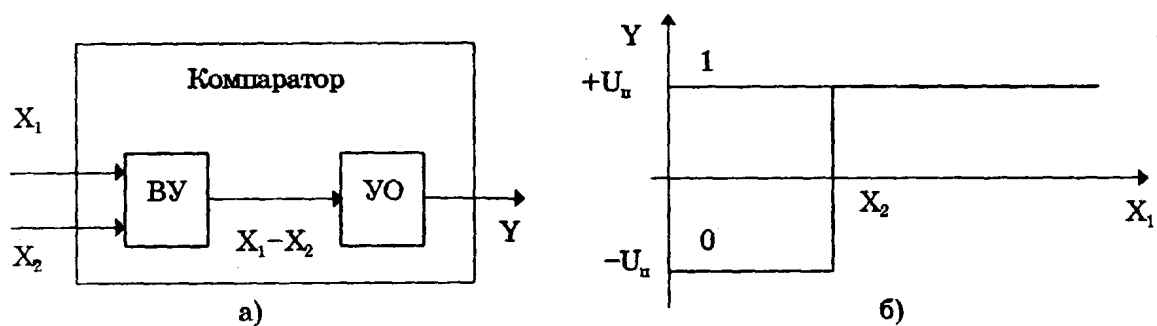 Компаратор
X₁
X₂
ВУ
X₁−X₂
УО
Y
а)
Y
+Uп
1
X₂
X₁
0
−Uп
б)